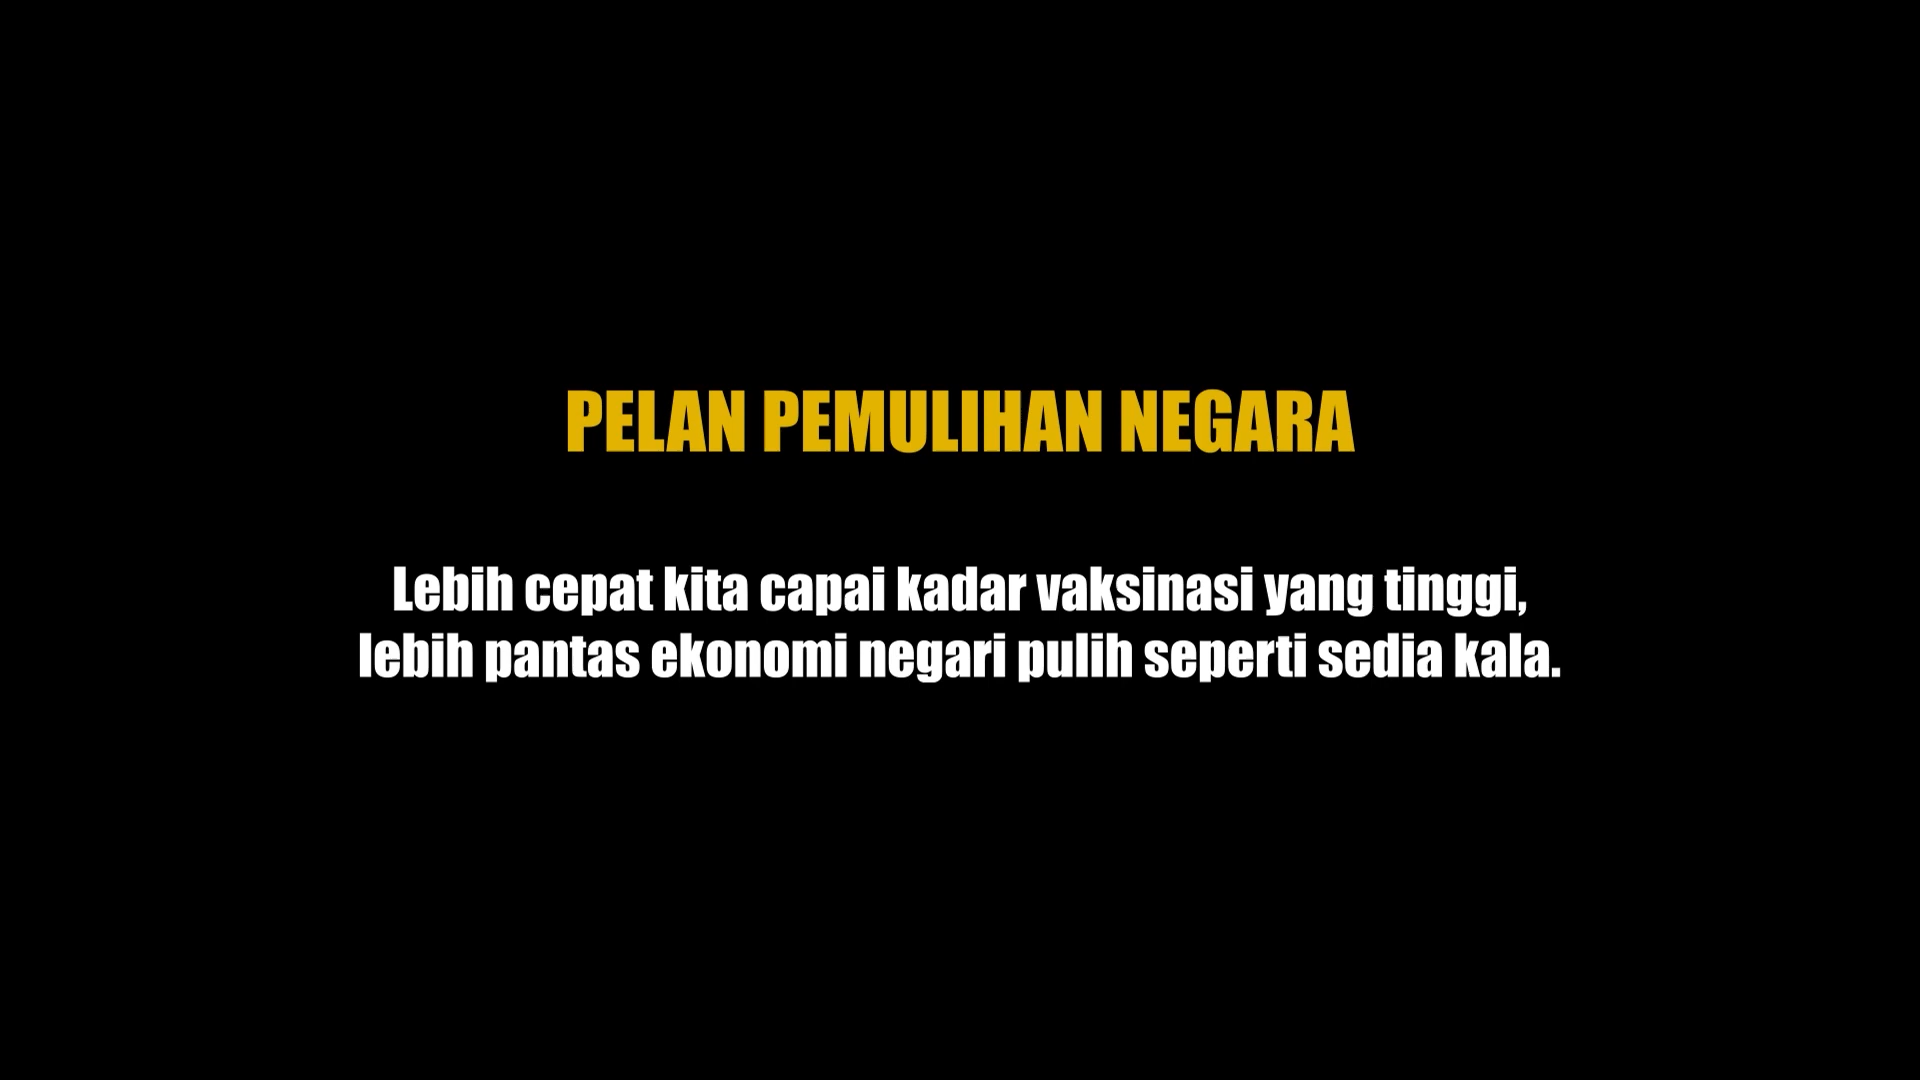 PELAN PEMULIHAN NEGARA
Lebih cepat kita capai kadar vaksinasi yang tinggi,
lebih pantas ekonomi negari pulih seperti sedia kala.